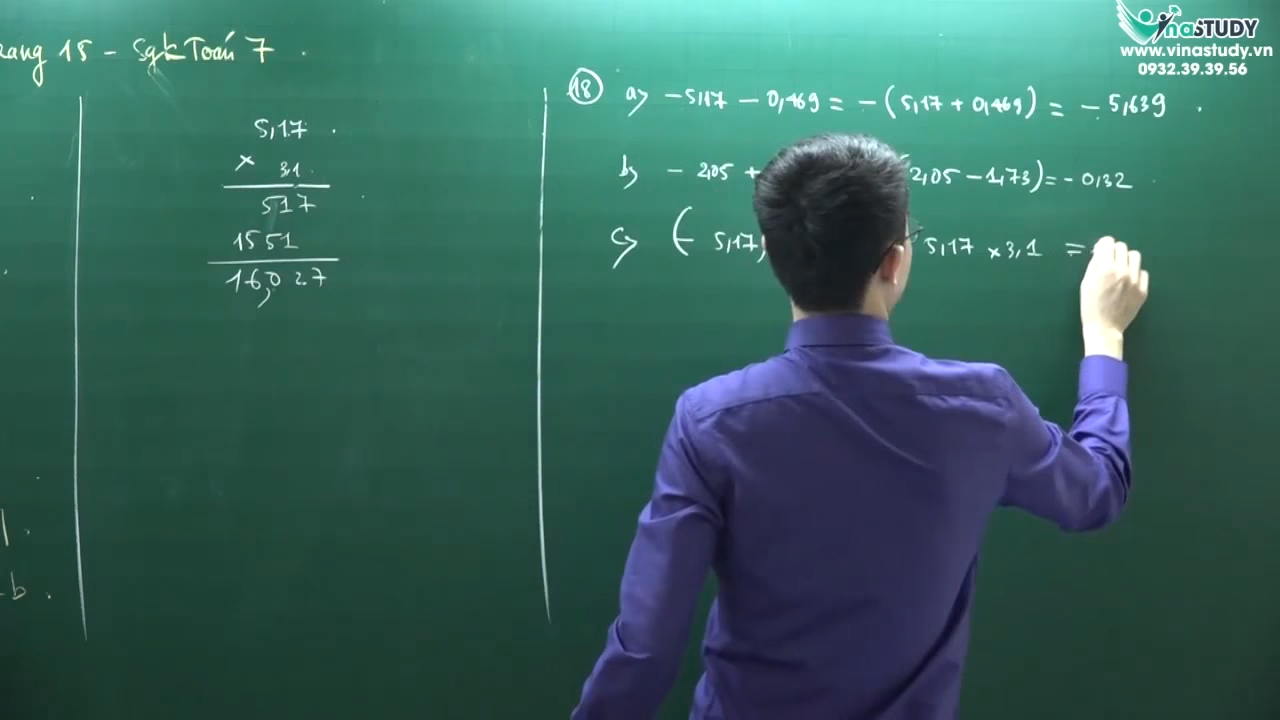 rang 15 - Sgk Toán 7 .
5,17 .
× 3,1
517
1551
16,027
l .
- b .
18 a) -5,17 - 0,469 = -(5,17 + 0,469) = - 5,639 .
b) - 2,05 + (2,05 - 1,73) = - 0,32
c) (- 5,17) 5,17 × 3,1 =
VinaSTUDY
www.vinastudy.vn
0932.39.39.56